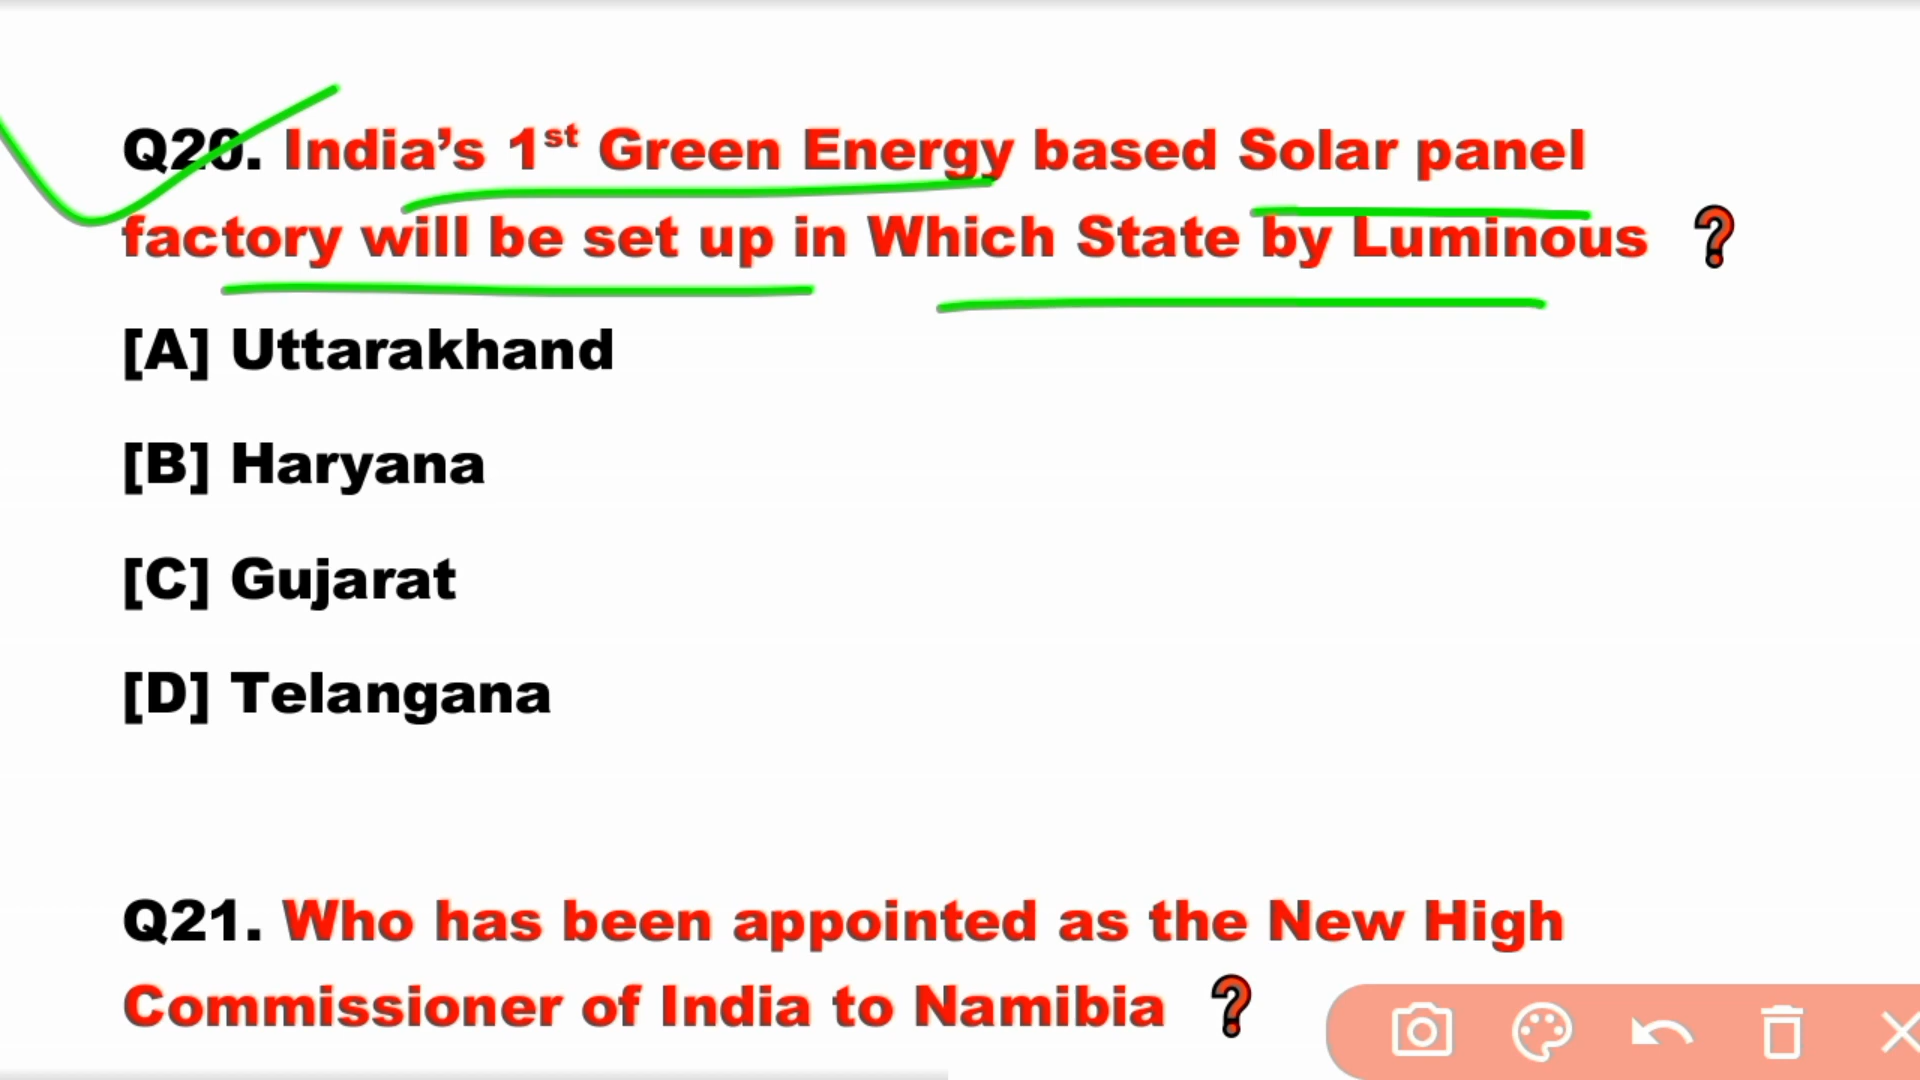 Q20. India’s 1st Green Energy based Solar panel
factory will be set up in Which State by Luminous ❓
[A] Uttarakhand
[B] Haryana
[C] Gujarat
[D] Telangana
Q21. Who has been appointed as the New High
Commissioner of India to Namibia ❓